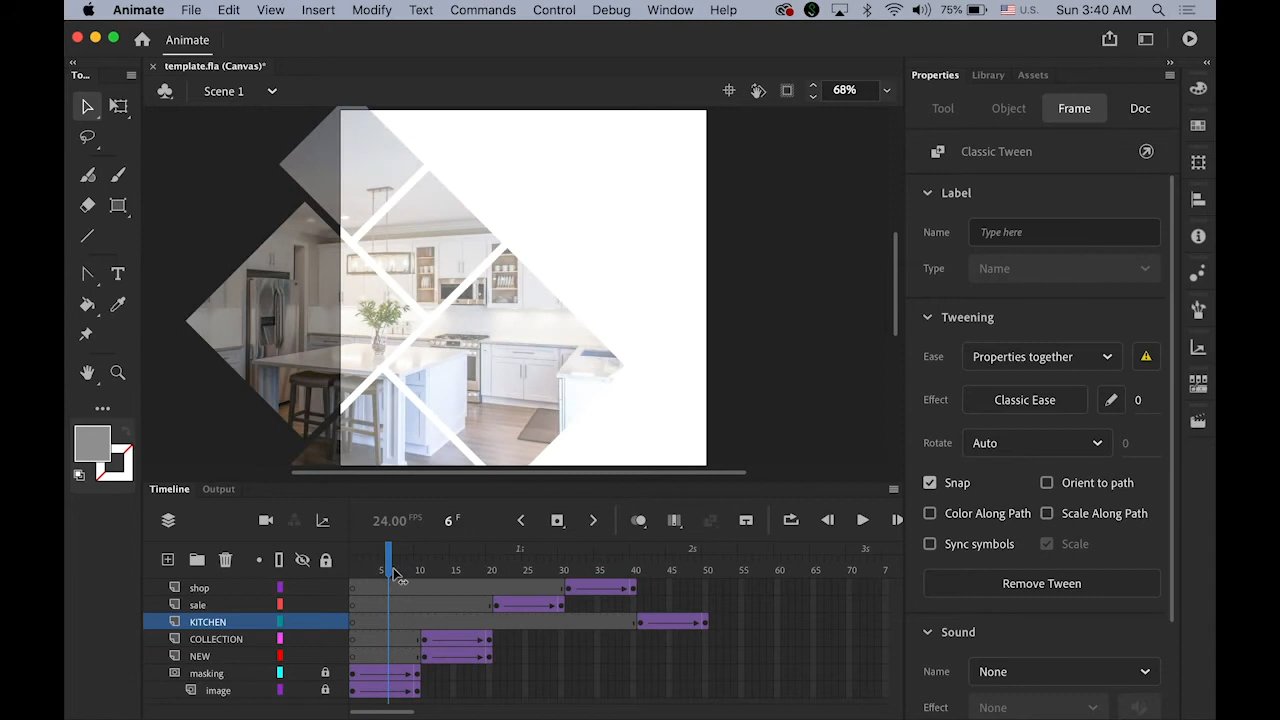 Animate File Edit View Insert Modify Text Commands Control Debug Window Help 75% U.S. Sun 3:40 AM
Animate
To...
template.fla (Canvas)*
Properties Library Assets
Scene 1
68%
Tool Object Frame Doc
Classic Tween
Label
Name Type here
Type Name
Tweening
Ease Properties together
Effect Classic Ease 0
Rotate Auto 0
Snap Orient to path
Color Along Path Scale Along Path
Sync symbols Scale
Remove Tween
Sound
Name None
Effect None
Timeline Output
24.00 FPS 6 F
1s 2s 3s
5 10 15 20 25 30 35 40 45 50 55 60 65 70 7
shop
sale
KITCHEN
COLLECTION
NEW
masking
image